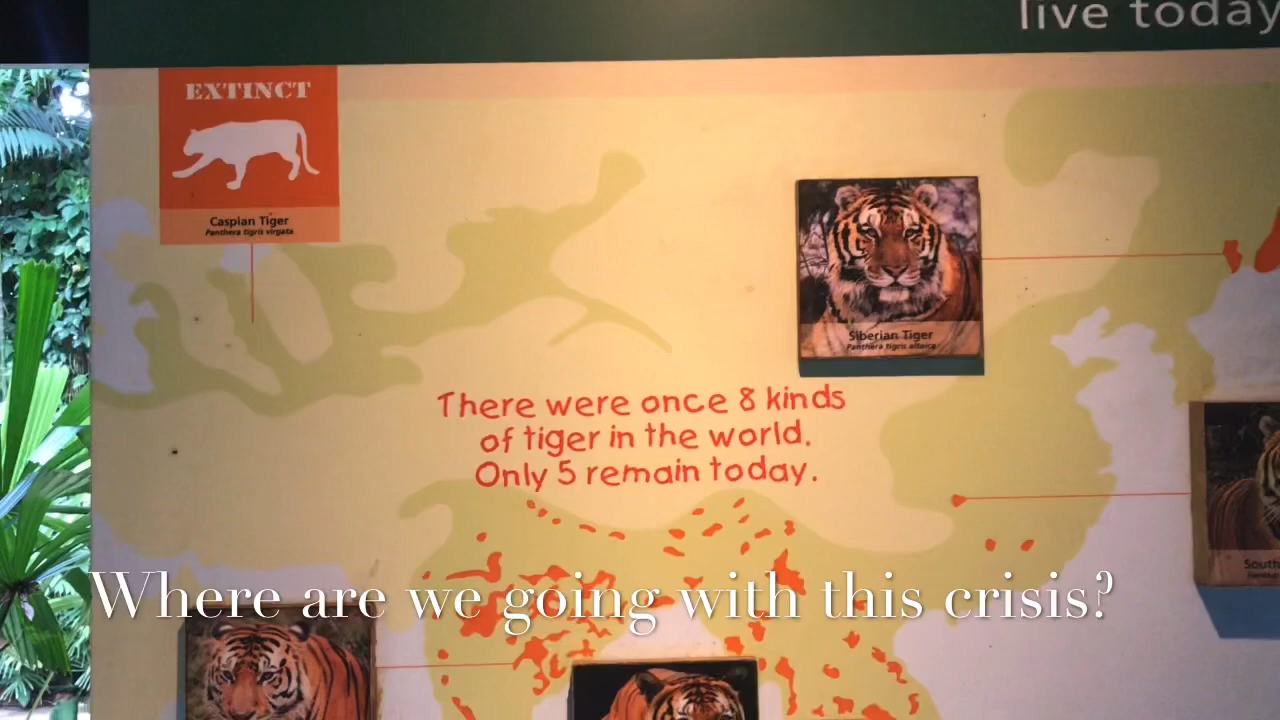 live today
EXTINCT
Caspian Tiger
Panthera tigris virgata
Siberian Tiger
Panthera tigris altaica
There were once 8 kinds
of tiger in the world.
Only 5 remain today.
South
Where are we going with this crisis?